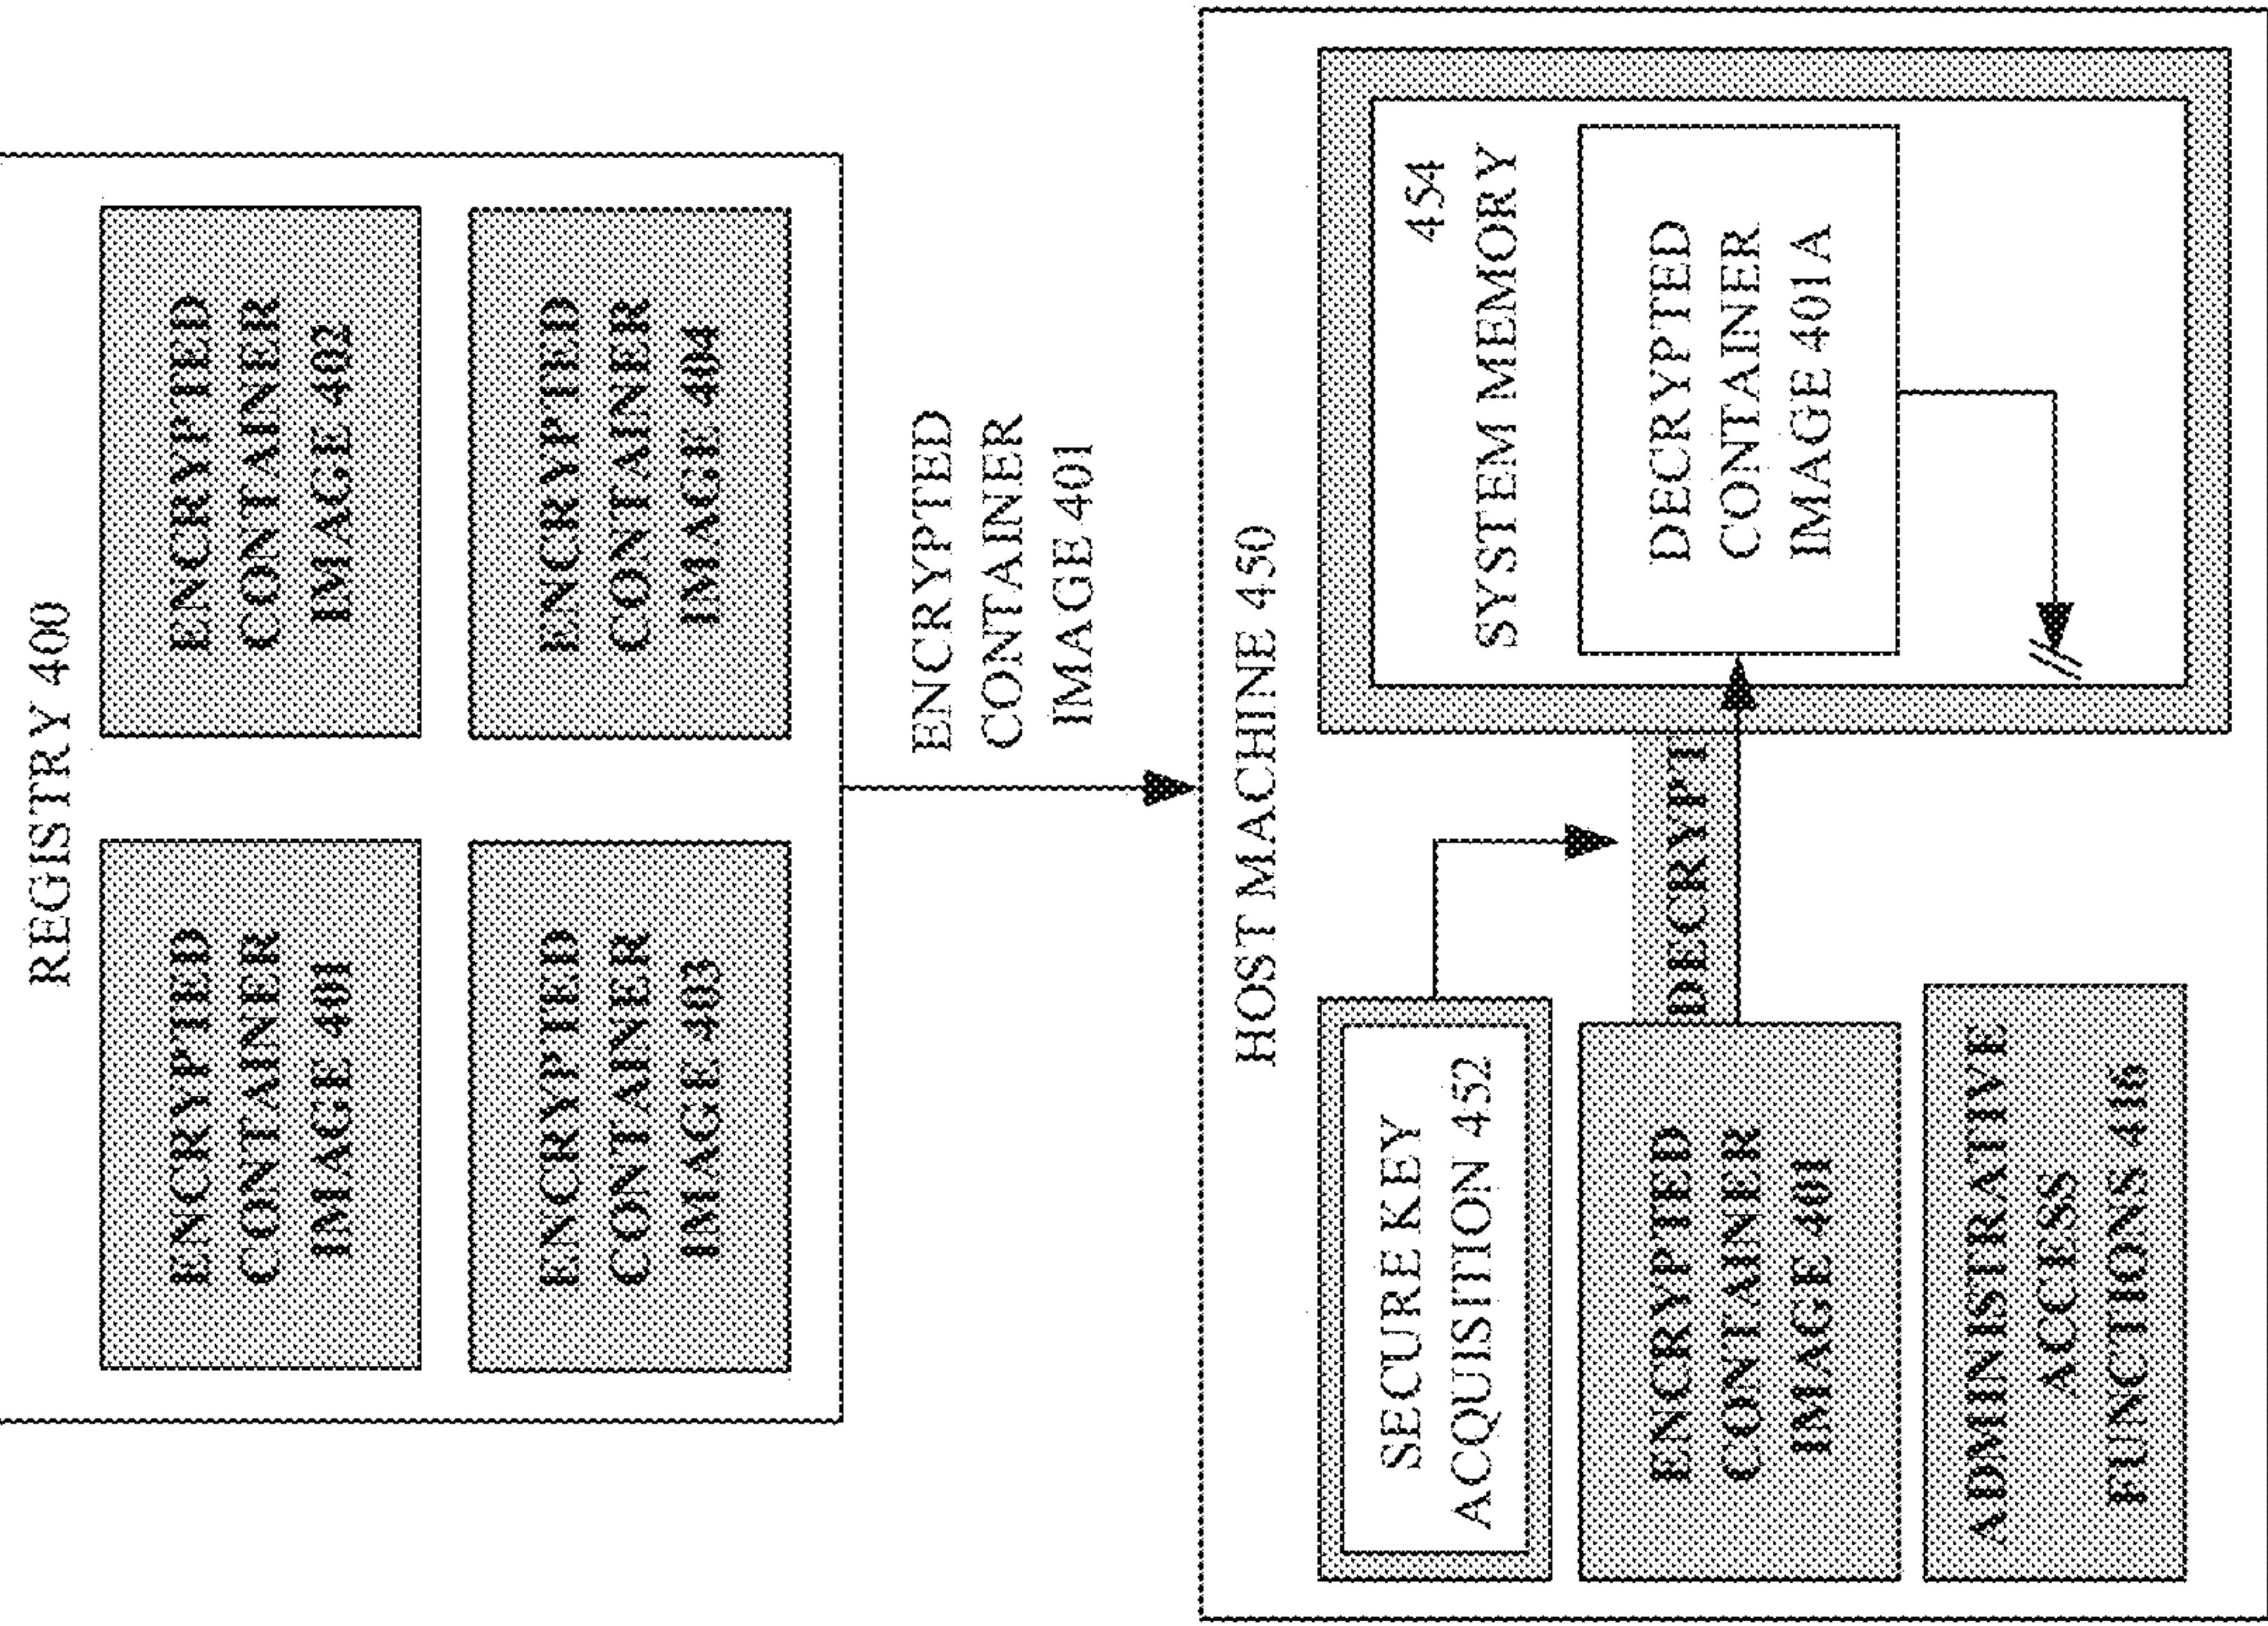 REGISTRY 400
ENCRYPTED
CONTAINER
IMAGE 401
ENCRYPTED
CONTAINER
IMAGE 402
ENCRYPTED
CONTAINER
IMAGE 403
ENCRYPTED
CONTAINER
IMAGE 404
ENCRYPTED
CONTAINER
IMAGE 401
HOST MACHINE 450
SECURE KEY
ACQUISITION 452
ENCRYPTED
CONTAINER
IMAGE 401
ADMINISTRATIVE
ACCESS
FUNCTIONS 416
DECRYPT
454
SYSTEM MEMORY
DECRYPTED
CONTAINER
IMAGE 401A